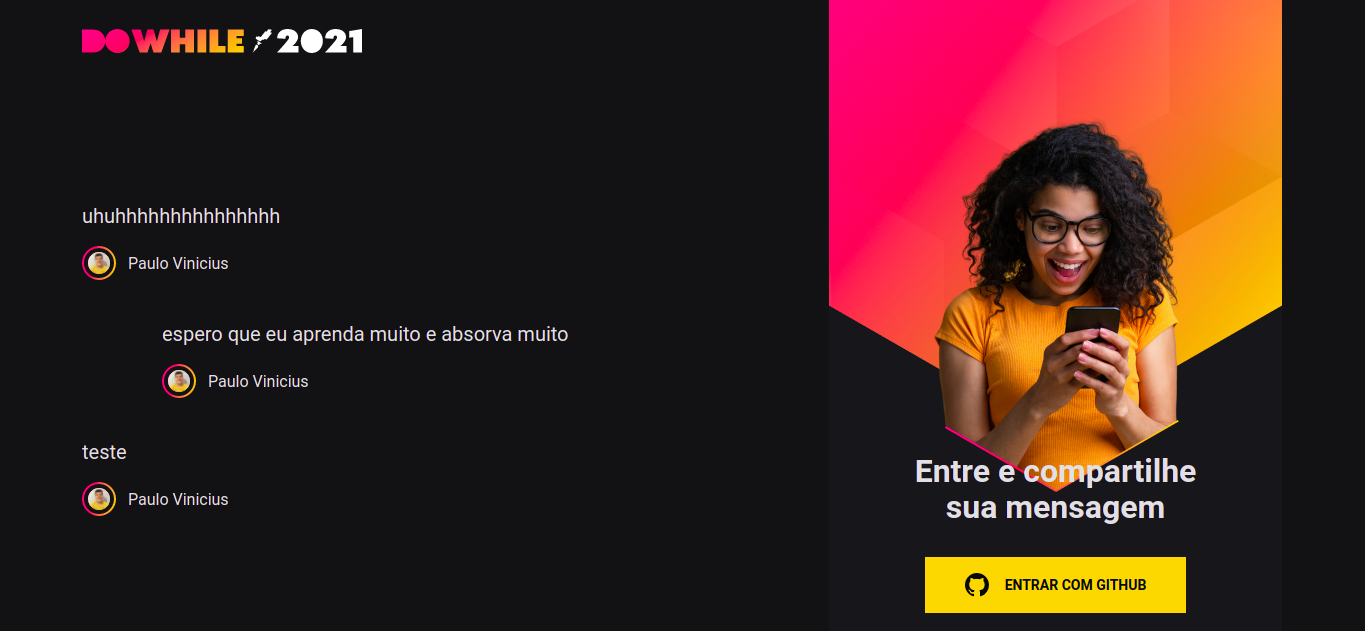 DOWHILE 2021
uhuhhhhhhhhhhhhhhh
Paulo Vinicius
espero que eu aprenda muito e absorva muito
Paulo Vinicius
teste
Paulo Vinicius
Entre e compartilhe
sua mensagem
ENTRAR COM GITHUB